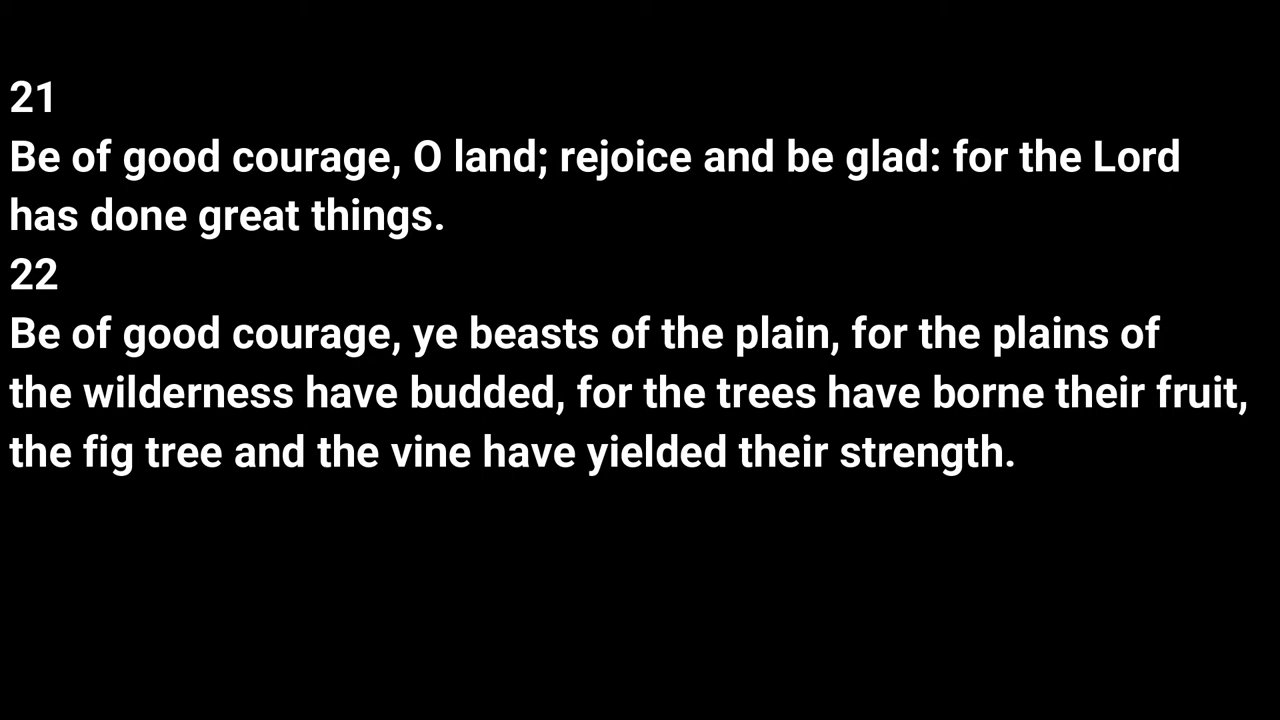 21
Be of good courage, O land; rejoice and be glad: for the Lord
has done great things.
22
Be of good courage, ye beasts of the plain, for the plains of
the wilderness have budded, for the trees have borne their fruit,
the fig tree and the vine have yielded their strength.